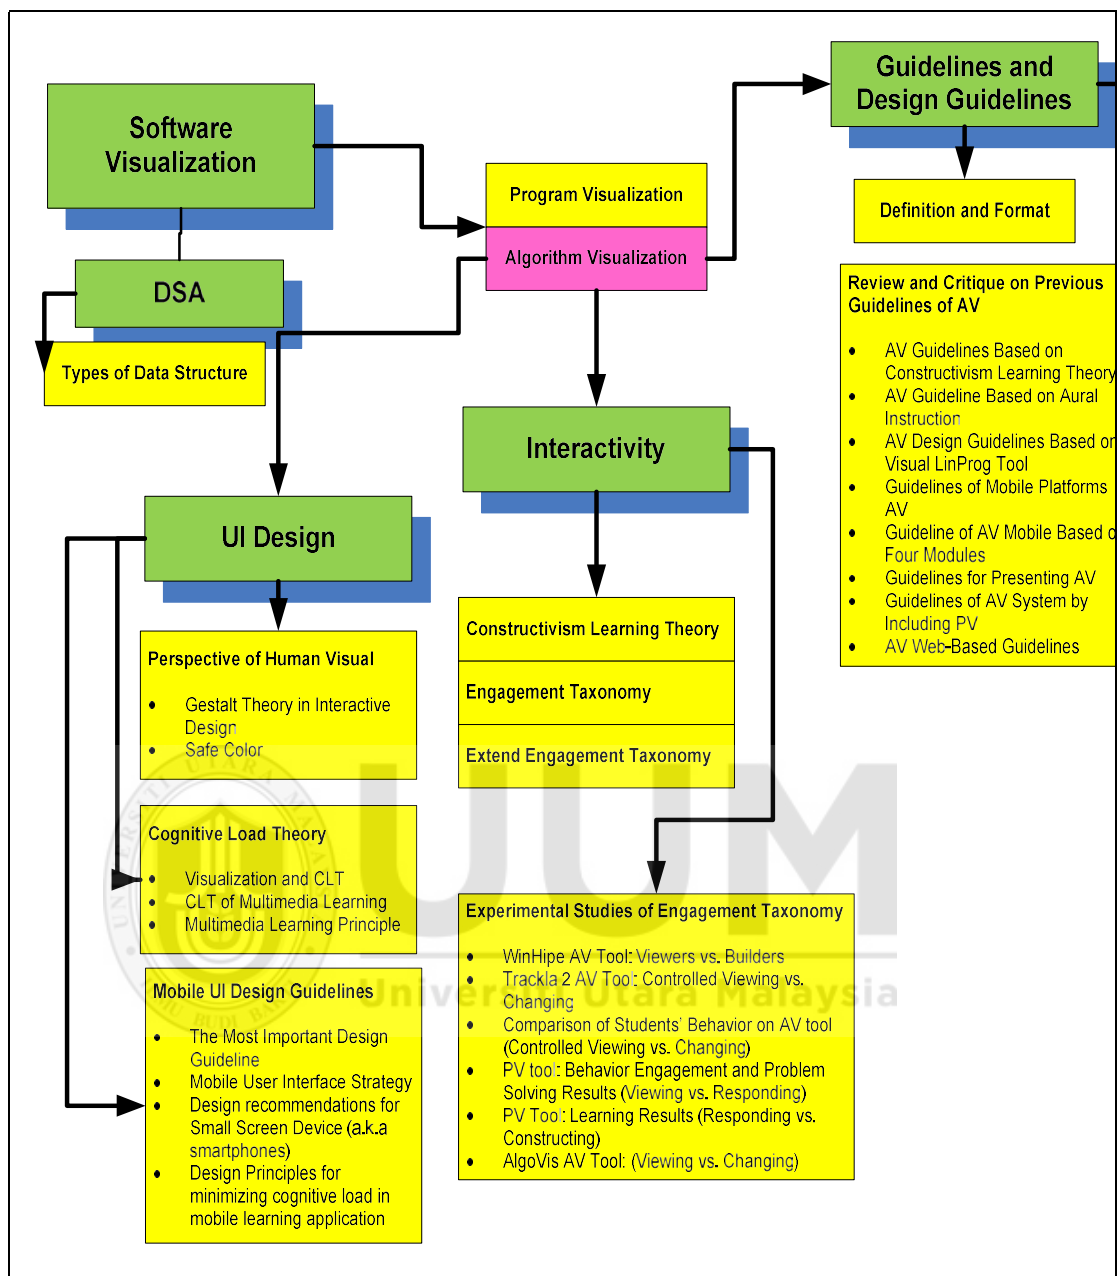 Software
Visualization
DSA
Types of Data Structure
Program Visualization
Algorithm Visualization
Guidelines and
Design Guidelines
Definition and Format
Review and Critique on Previous
Guidelines of AV
• AV Guidelines Based on
Constructivism Learning Theory
• AV Guideline Based on Aural
Instruction
• AV Design Guidelines Based on
Visual LinProg Tool
• Guidelines of Mobile Platforms
AV
• Guideline of AV Mobile Based o
Four Modules
• Guidelines for Presenting AV
• Guidelines of AV System by
Including PV
• AV Web-Based Guidelines
Interactivity
Constructivism Learning Theory
Engagement Taxonomy
Extend Engagement Taxonomy
Experimental Studies of Engagement Taxonomy
• WinHipe AV Tool: Viewers vs. Builders
• Trackla 2 AV Tool: Controlled Viewing vs.
Changing
• Comparison of Students' Behavior on AV tool
(Controlled Viewing vs. Changing)
• PV tool: Behavior Engagement and Problem
Solving Results (Viewing vs. Responding)
• PV Tool: Learning Results (Responding vs.
Constructing)
• AlgoVis AV Tool: (Viewing vs. Changing)
UI Design
Perspective of Human Visual
• Gestalt Theory in Interactive
Design
• Safe Color
Cognitive Load Theory
• Visualization and CLT
• CLT of Multimedia Learning
• Multimedia Learning Principle
Mobile UI Design Guidelines
• The Most Important Design
Guideline
• Mobile User Interface Strategy
• Design recommendations for
Small Screen Device (a.k.a
smartphones)
• Design Principles for
minimizing cognitive load in
mobile learning application
UUM
Universiti Utara Malaysia
UNIVERSITI UTARA MALAYSIA
BUDI